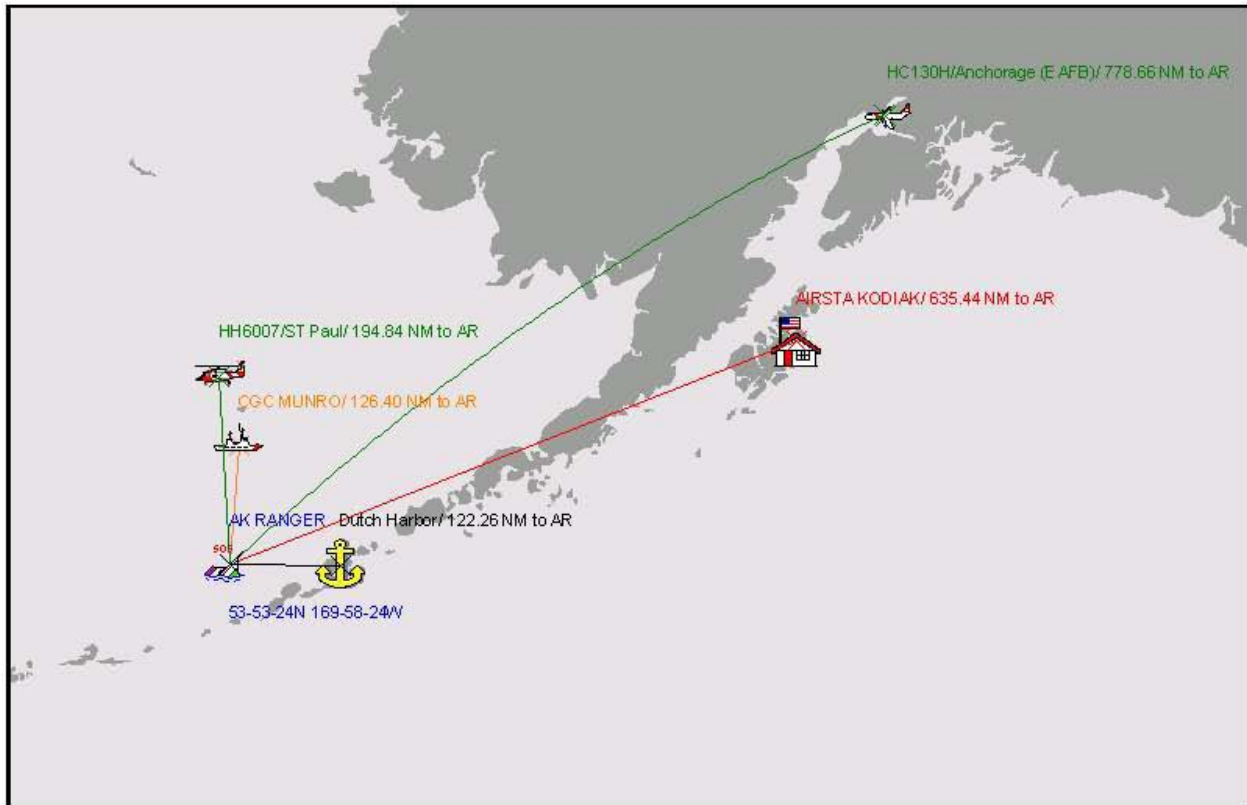 HC130H/Anchorage (E AFB)/ 778.66 NM to AR
AIRSTA KODIAK/ 635.44 NM to AR
HH6007/ST Paul/ 194.84 NM to AR
CGC MUNRO/ 126.40 NM to AR
AK RANGER
Dutch Harbor/ 122.26 NM to AR
SOS
53-53-24N 169-58-24W